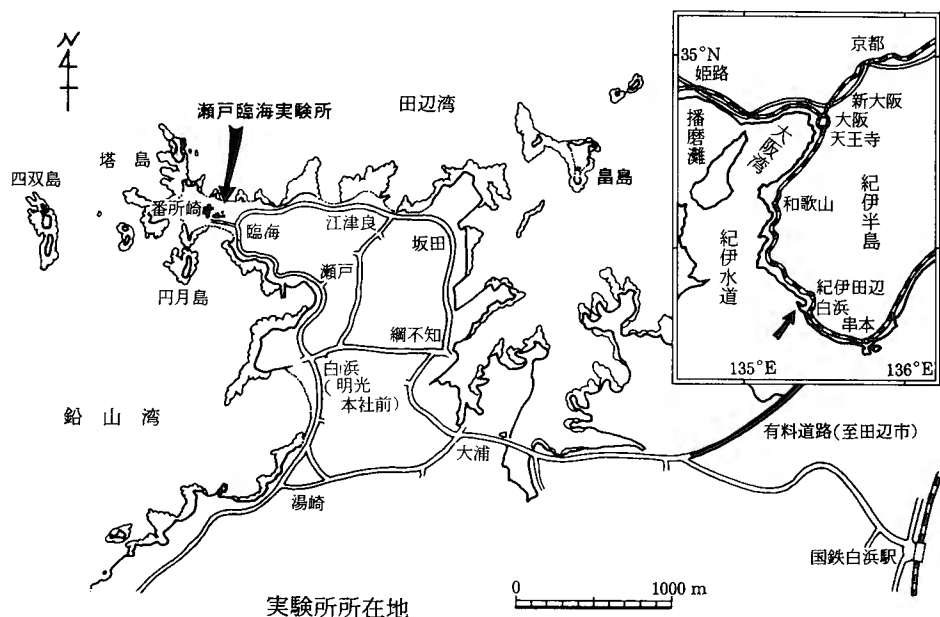 N
瀬戸臨海実験所
田辺湾
塔島
四双島
番所崎
臨海
江津良
畠島
坂田
円月島
瀬戸
綱不知
白浜
(明光
本社前)
鉛山湾
大浦
湯崎
有料道路(至田辺市)
国鉄白浜駅
実験所所在地
0
1000 m
35°N
京都
姫路
新大阪
大阪
天王寺
播磨灘
大阪湾
和歌山
紀伊半島
紀伊水道
紀伊田辺
白浜
串本
135°E
136°E